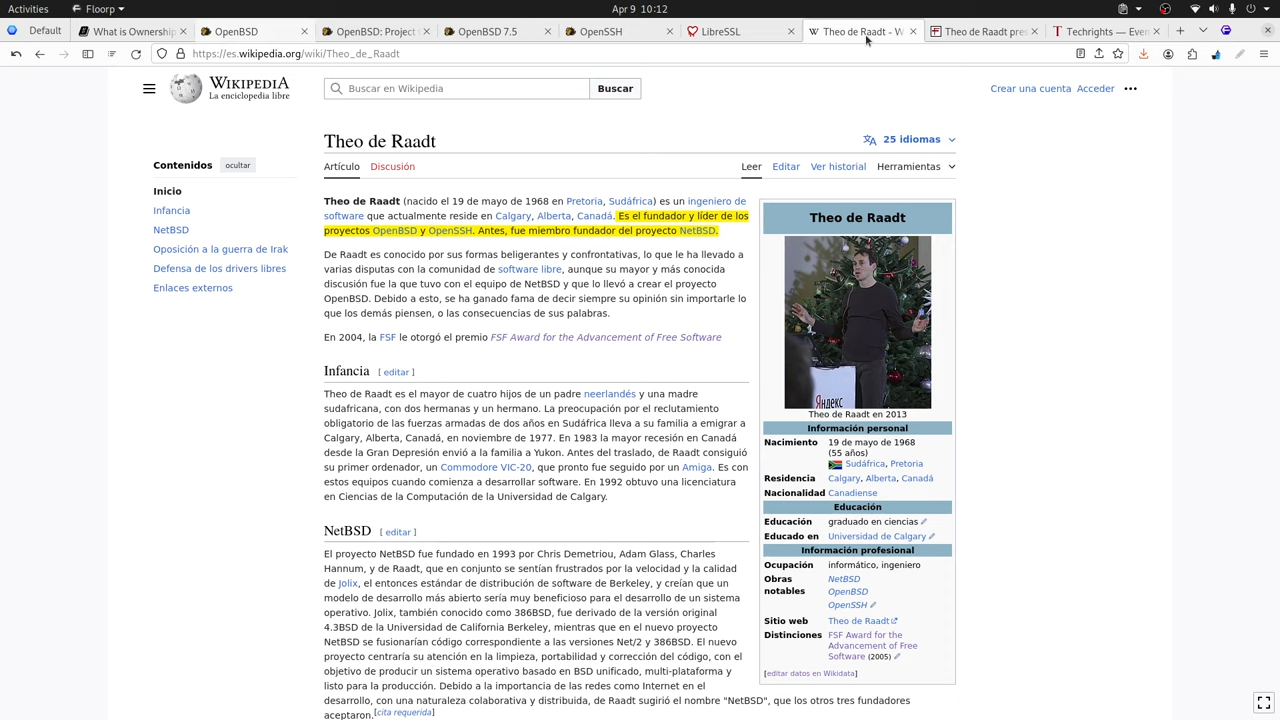 Activities
Floorp
Apr 9 10:12
Default
What is Ownership
OpenBSD
OpenBSD: Project
OpenBSD 7.5
OpenSSH
LibreSSL
Theo de Raadt - W
Theo de Raadt pres
Techrights — Even
https://es.wikipedia.org/wiki/Theo_de_Raadt
WIKIPEDIA
La enciclopedia libre
Buscar en Wikipedia
Buscar
Crear una cuenta Acceder
Contenidos ocultar
Inicio
Infancia
NetBSD
Oposición a la guerra de Irak
Defensa de los drivers libres
Enlaces externos
Theo de Raadt
25 idiomas
Artículo Discusión
Leer Editar Ver historial Herramientas
Theo de Raadt (nacido el 19 de mayo de 1968 en Pretoria, Sudáfrica) es un ingeniero de
software que actualmente reside en Calgary, Alberta, Canadá. Es el fundador y líder de los
proyectos OpenBSD y OpenSSH. Antes, fue miembro fundador del proyecto NetBSD.
De Raadt es conocido por sus formas beligerantes y confrontativas, lo que le ha llevado a
varias disputas con la comunidad de software libre, aunque su mayor y más conocida
discusión fue la que tuvo con el equipo de NetBSD y que lo llevó a crear el proyecto
OpenBSD. Debido a esto, se ha ganado fama de decir siempre su opinión sin importarle lo
que los demás piensen, o las consecuencias de sus palabras.
En 2004, la FSF le otorgó el premio FSF Award for the Advancement of Free Software
Infancia [ editar ]
Theo de Raadt es el mayor de cuatro hijos de un padre neerlandés y una madre
sudafricana, con dos hermanas y un hermano. La preocupación por el reclutamiento
obligatorio de las fuerzas armadas de dos años en Sudáfrica lleva a su familia a emigrar a
Calgary, Alberta, Canadá, en noviembre de 1977. En 1983 la mayor recesión en Canadá
desde la Gran Depresión envió a la familia a Yukon. Antes del traslado, de Raadt consiguió
su primer ordenador, un Commodore VIC-20, que pronto fue seguido por un Amiga. Es con
estos equipos cuando comienza a desarrollar software. En 1992 obtuvo una licenciatura
en Ciencias de la Computación de la Universidad de Calgary.
NetBSD [ editar ]
El proyecto NetBSD fue fundado en 1993 por Chris Demetriou, Adam Glass, Charles
Hannum, y de Raadt, que en conjunto se sentían frustrados por la velocidad y la calidad
de Jolix, el entonces estándar de distribución de software de Berkeley, y creían que un
modelo de desarrollo más abierto sería muy beneficioso para el desarrollo de un sistema
operativo. Jolix, también conocido como 386BSD, fue derivado de la versión original
4.3BSD de la Universidad de California Berkeley, mientras que en el nuevo proyecto
NetBSD se fusionarían código correspondiente a las versiones Net/2 y 386BSD. El nuevo
proyecto centraría su atención en la limpieza, portabilidad y corrección del código, con el
objetivo de producir un sistema operativo basado en BSD unificado, multi-plataforma y
listo para la producción. Debido a la importancia de las redes como Internet en el
desarrollo, con una naturaleza colaborativa y distribuida, de Raadt sugirió el nombre "NetBSD", que los otros tres fundadores
aceptaron.[cita requerida]
Theo de Raadt
Яндекс
Theo de Raadt en 2013
Información personal
Nacimiento 19 de mayo de 1968
(55 años)
Sudáfrica, Pretoria
Residencia Calgary, Alberta, Canadá
Nacionalidad Canadiense
Educación
Educación graduado en ciencias
Educado en Universidad de Calgary
Información profesional
Ocupación informático, ingeniero
Obras NetBSD
notables OpenBSD
OpenSSH
Sitio web Theo de Raadt
Distinciones FSF Award for the
Advancement of Free
Software (2005)
[editar datos en Wikidata]